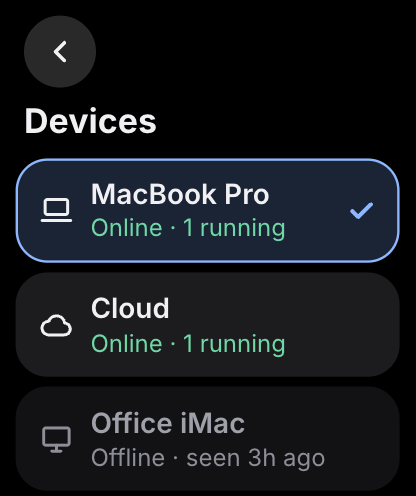 Devices
MacBook Pro
Online · 1 running
Cloud
Online · 1 running
Office iMac
Offline · seen 3h ago